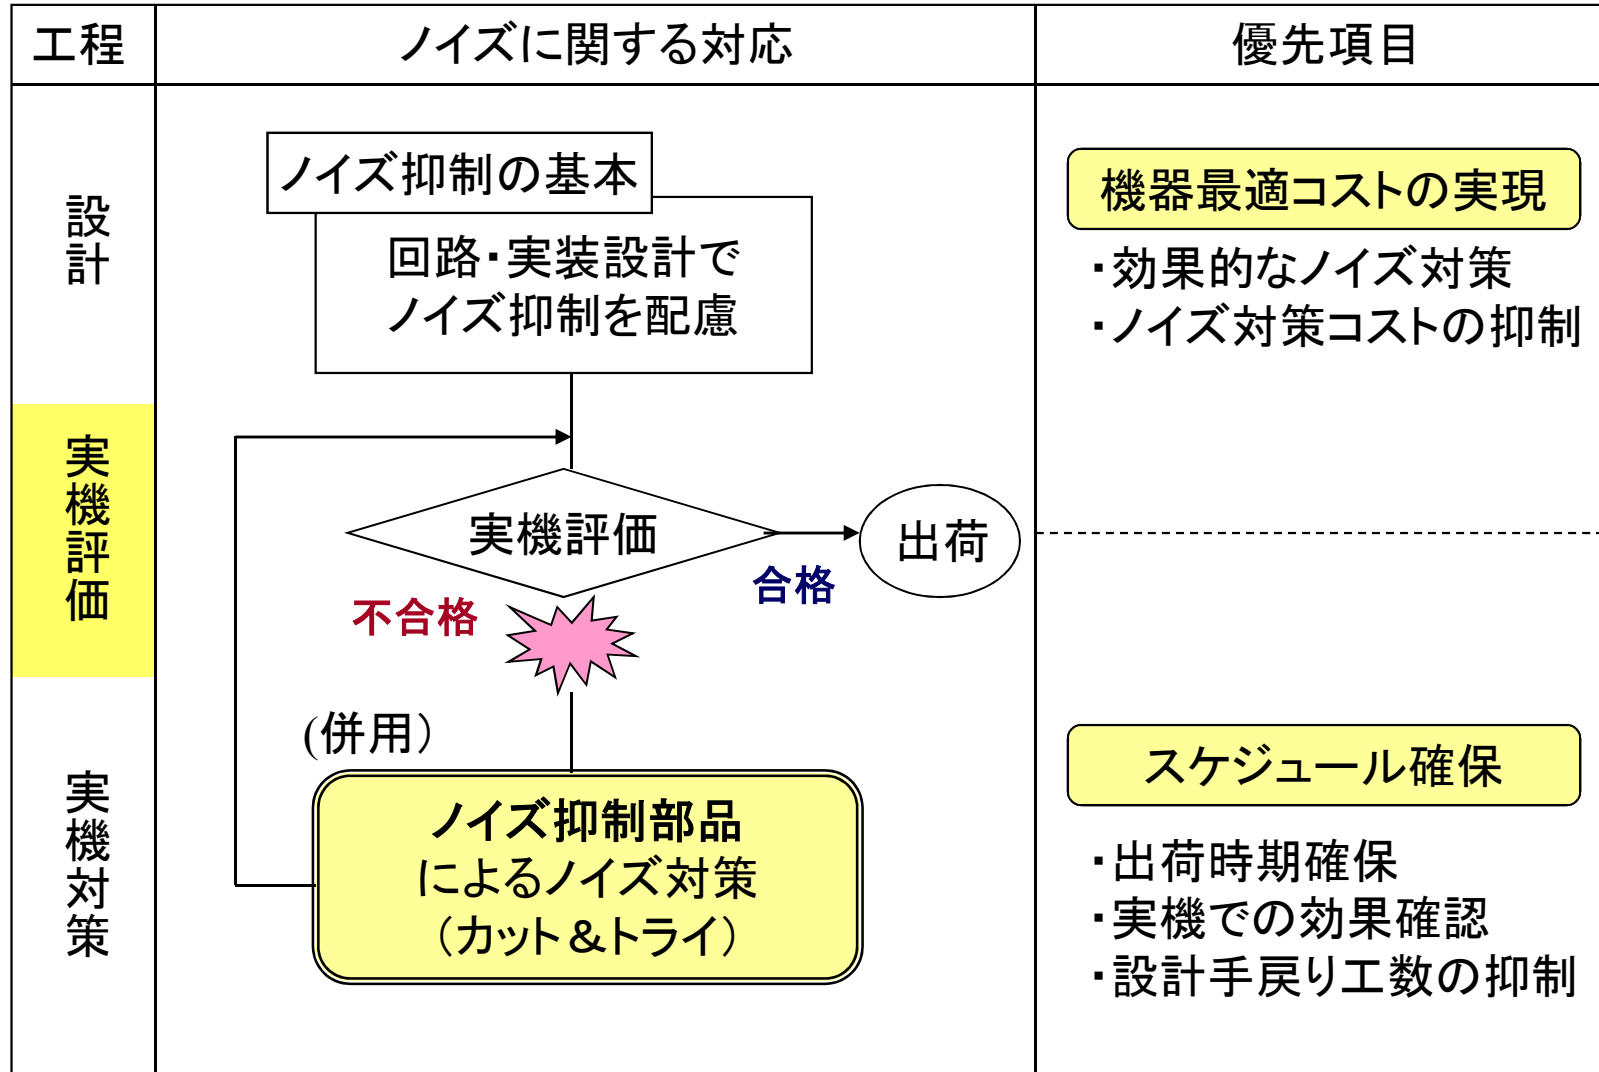 工程
ノイズに関する対応
優先項目
設計
ノイズ抑制の基本
回路・実装設計で
ノイズ抑制を配慮
機器最適コストの実現
・効果的なノイズ対策
・ノイズ対策コストの抑制
実機評価
実機評価
出荷
合格
不合格
実機対策
(併用)
ノイズ抑制部品
によるノイズ対策
(カット&トライ)
スケジュール確保
・出荷時期確保
・実機での効果確認
・設計手戻り工数の抑制